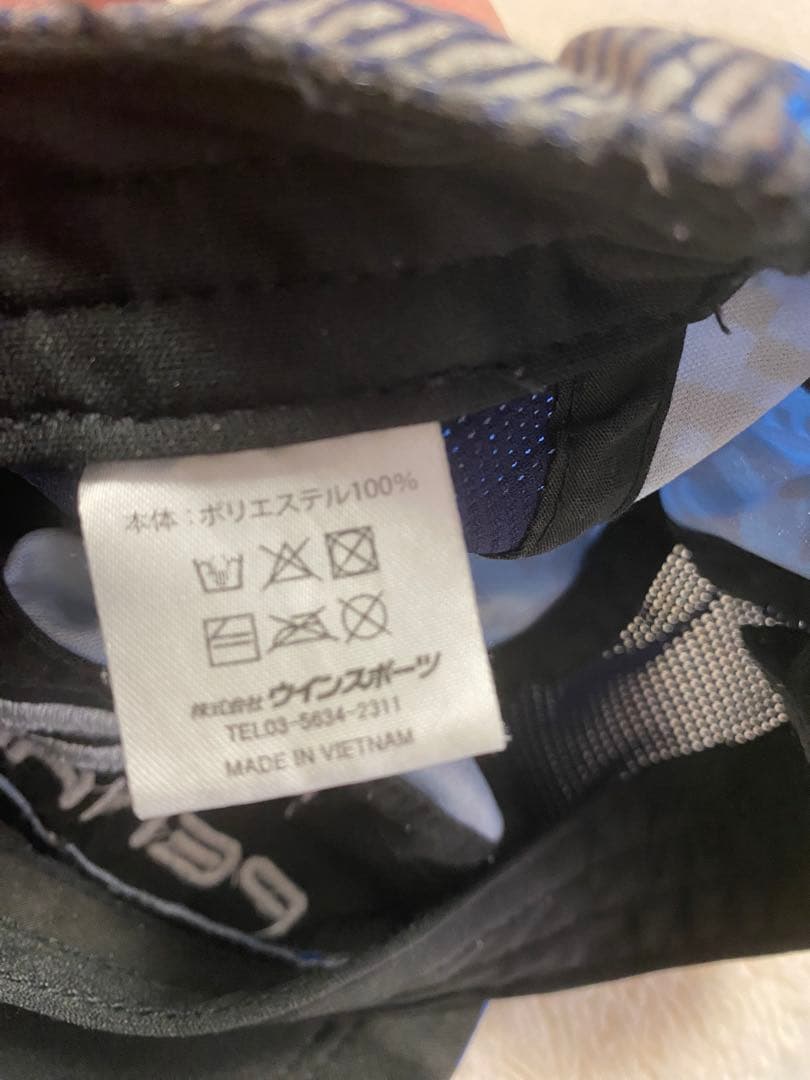 本体：ポリエステル100%
株式会社 ウインスポーツ
TEL03-5634-2311
MADE IN VIETNAM